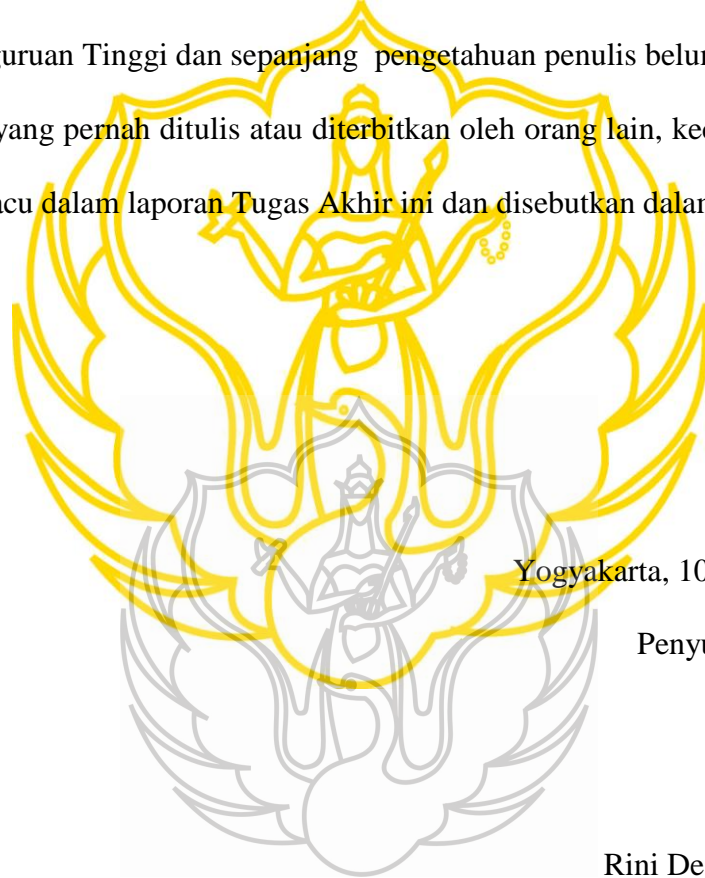 guruan Tinggi dan sepanjang pengetahuan penulis belum
yang pernah ditulis atau diterbitkan oleh orang lain, kec
acu dalam laporan Tugas Akhir ini dan disebutkan dalam
Yogyakarta, 10
Penyu
Rini De